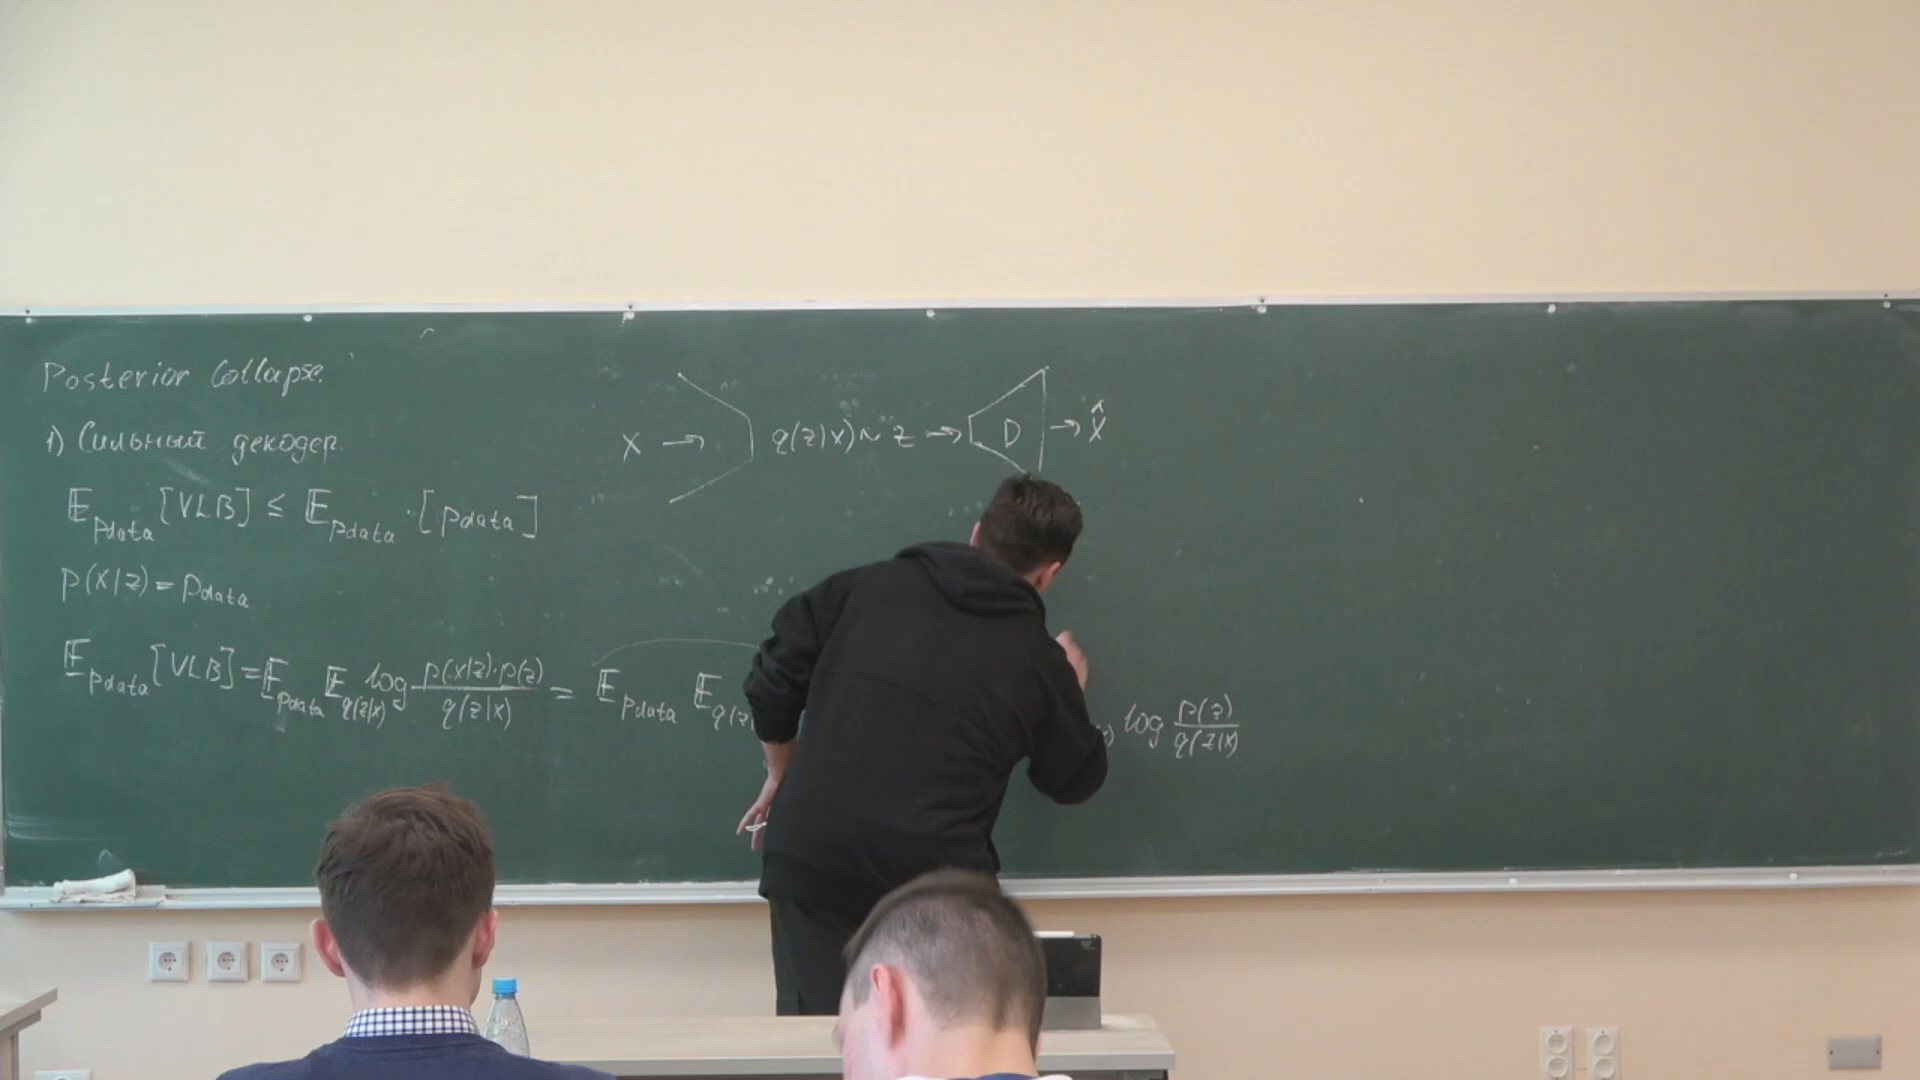 Posterior Collapse.
1) Сильный декодер.
X → q(z|x) ~ z → D → X̂
𝔼_pdata [VLB] ≤ 𝔼_pdata · [pdata]
p(x|z) = pdata
𝔼_pdata [VLB] = 𝔼_pdata 𝔼_q(z|x) log p(x|z)·p(z) / q(z|x) = 𝔼_pdata 𝔼_q(z log p(z) / q(z|x)